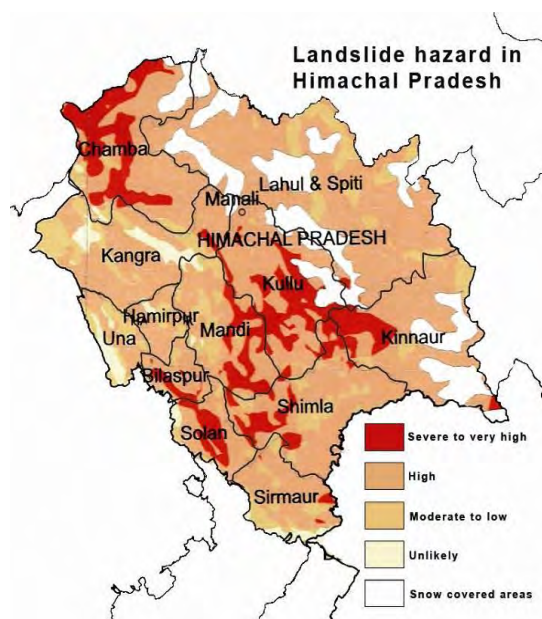 Landslide hazard in
Himachal Pradesh
Chamba
Lahul & Spiti
Manali
HIMACHAL PRADESH
Kangra
Kullu
Hamirpur
Mandi
Kinnaur
Una
Bilaspur
Shimla
Solan
Sirmaur
Severe to very high
High
Moderate to low
Unlikely
Snow covered areas